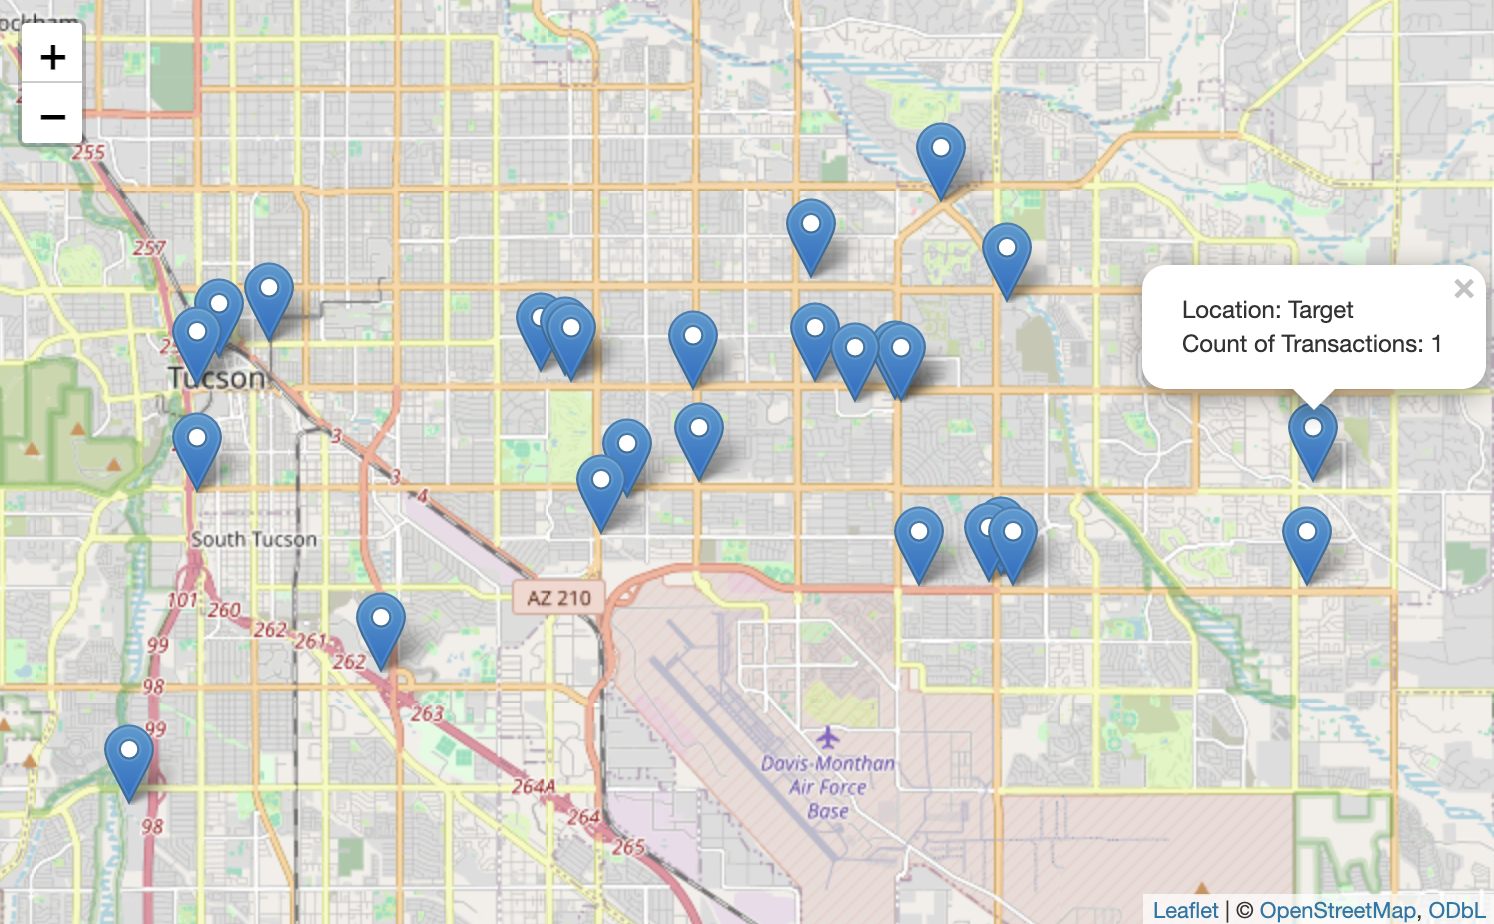 +
−
255
257
Location: Target
Count of Transactions: 1
Tucson
3
3
4
South Tucson
AZ 210
101
260
262
261
262
99
98
263
99
Davis-Monthan
Air Force
Base
264A
264
98
265
Leaflet | © OpenStreetMap, ODbL